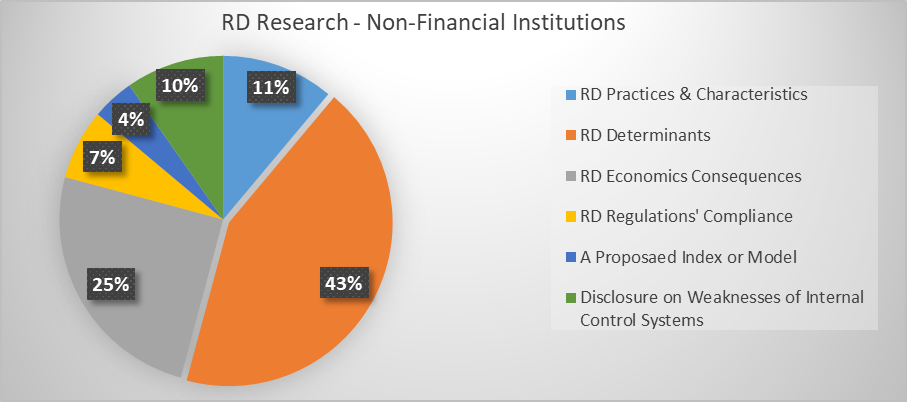 RD Research - Non-Financial Institutions
10%
11%
4%
7%
25%
43%
RD Practices & Characteristics
RD Determinants
RD Economics Consequences
RD Regulations' Compliance
A Proposaed Index or Model
Disclosure on Weaknesses of Internal
Control Systems